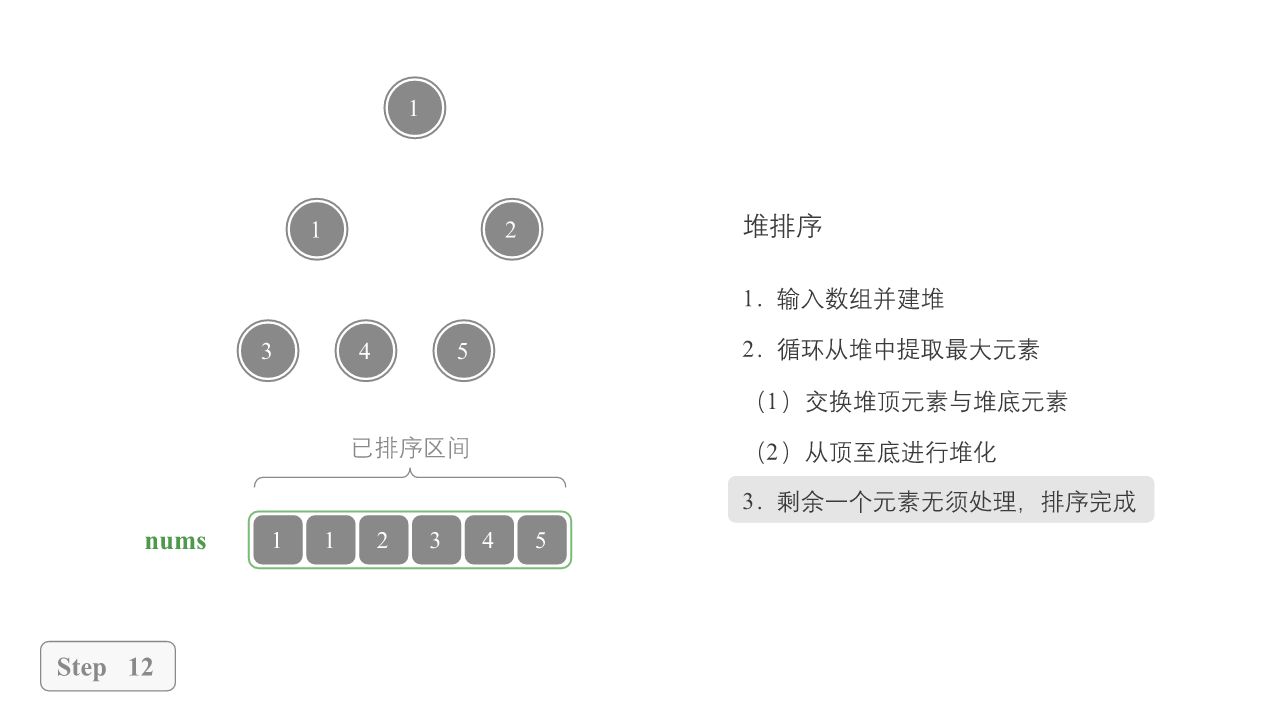 1
1 2
3 4 5
已排序区间
nums 1 1 2 3 4 5
Step 12
堆排序
1. 输入数组并建堆
2. 循环从堆中提取最大元素
（1）交换堆顶元素与堆底元素
（2）从顶至底进行堆化
3. 剩余一个元素无须处理，排序完成